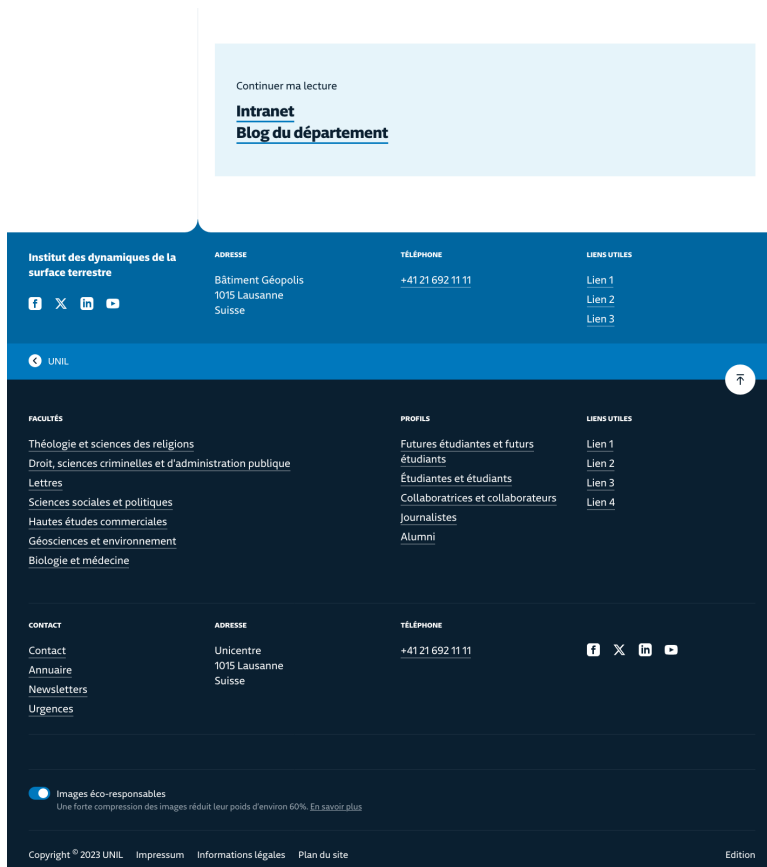 Continuer ma lecture
Intranet
Blog du département
Institut des dynamiques de la
surface terrestre
ADRESSE
Bâtiment Géopolis
1015 Lausanne
Suisse
TÉLÉPHONE
+41 21 692 11 11
LIENS UTILES
Lien 1
Lien 2
Lien 3
UNIL
FACULTÉS
Théologie et sciences des religions
Droit, sciences criminelles et d'administration publique
Lettres
Sciences sociales et politiques
Hautes études commerciales
Géosciences et environnement
Biologie et médecine
PROFILS
Futures étudiantes et futurs
étudiants
Étudiantes et étudiants
Collaboratrices et collaborateurs
Journalistes
Alumni
LIENS UTILES
Lien 1
Lien 2
Lien 3
Lien 4
CONTACT
Contact
Annuaire
Newsletters
Urgences
ADRESSE
Unicentre
1015 Lausanne
Suisse
TÉLÉPHONE
+41 21 692 11 11
Images éco-responsables
Une forte compression des images réduit leur poids d'environ 60%. En savoir plus
Copyright © 2023 UNIL Impressum Informations légales Plan du site Edition